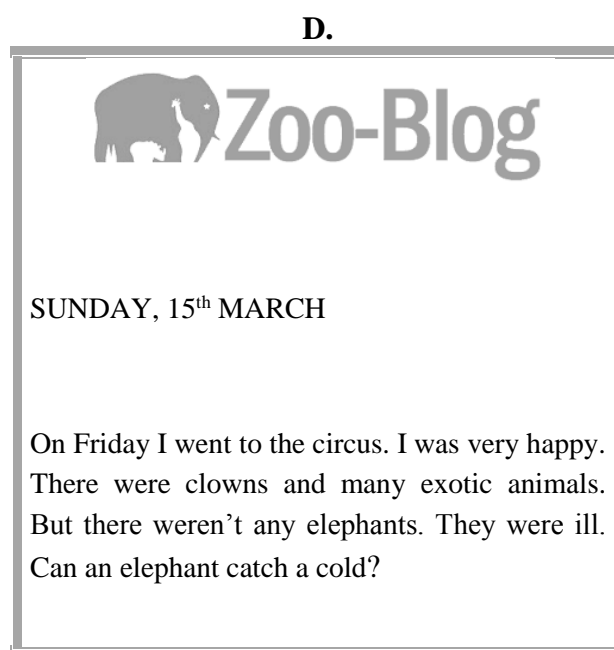 D.
Zoo-Blog
SUNDAY, 15th MARCH
On Friday I went to the circus. I was very happy.
There were clowns and many exotic animals.
But there weren’t any elephants. They were ill.
Can an elephant catch a cold?